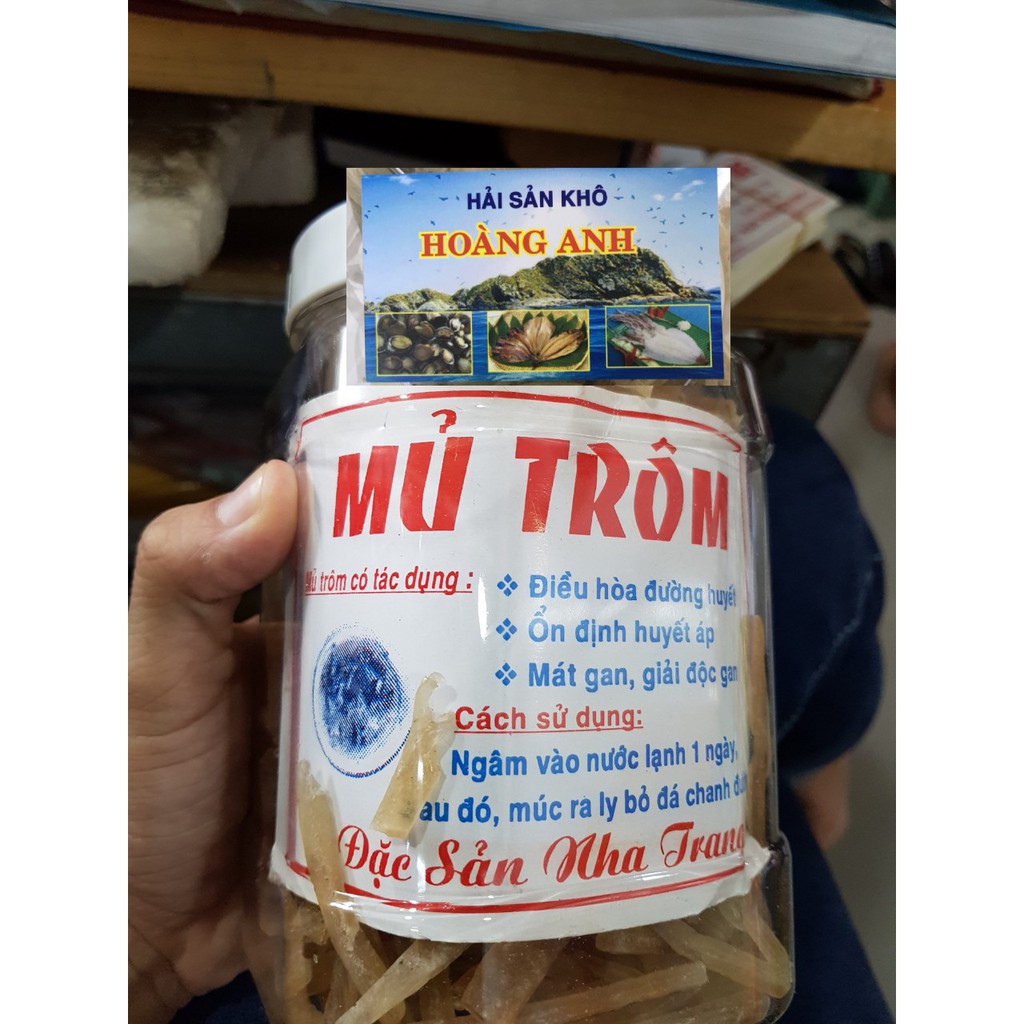 HẢI SẢN KHÔ
HOÀNG ANH
MỦ TRÔM
Mủ trôm có tác dụng :
❖ Điều hòa đường huyết
❖ Ổn định huyết áp
❖ Mát gan, giải độc gan
Cách sử dụng:
Ngâm vào nước lạnh 1 ngày,
au đó, múc ra ly bỏ đá chanh đư
Đặc Sản Nha Trang